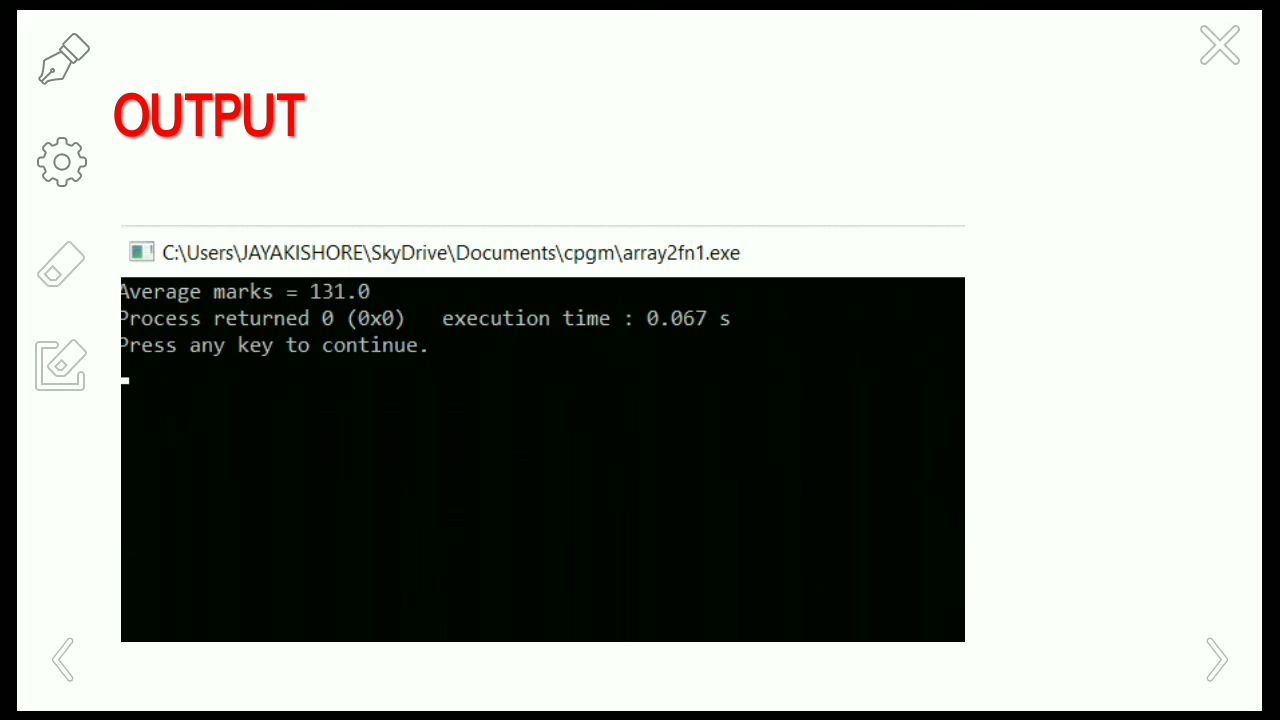 OUTPUT
C:\Users\JAYAKISHORE\SkyDrive\Documents\cpgm\array2fn1.exe
Average marks = 131.0
Process returned 0 (0x0)   execution time : 0.067 s
Press any key to continue.